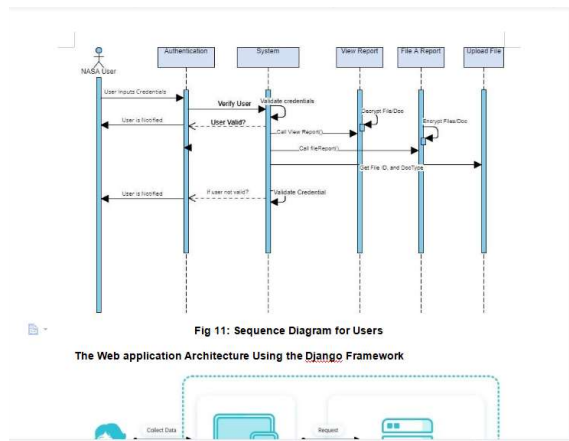 Authentication
System
View Report
File A Report
Upload File
NASA User
User Inputs Credentials
Verify User
Validate credentials
Decrypt File/Doc
User is Notified
User Valid?
Encrypt Files/Doc
Call View Report()
Call fileReport()
Get File ID, and DocType
User is Notified
If user not valid?
Validate Credential
Fig 11: Sequence Diagram for Users
The Web application Architecture Using the Django Framework
Collect Data
Request